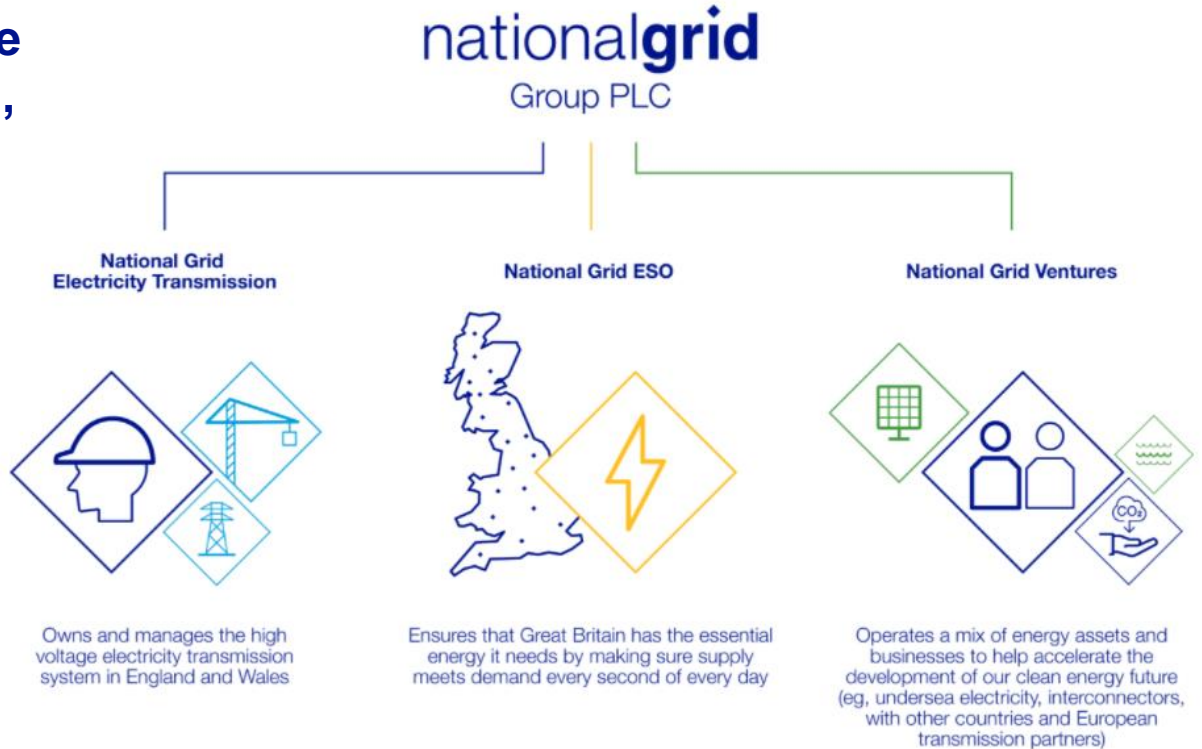 e
,
nationalgrid
Group PLC
National Grid
Electricity Transmission
National Grid ESO
National Grid Ventures
CO₂
Owns and manages the high
voltage electricity transmission
system in England and Wales
Ensures that Great Britain has the essential
energy it needs by making sure supply
meets demand every second of every day
Operates a mix of energy assets and
businesses to help accelerate the
development of our clean energy future
(eg, undersea electricity, interconnectors,
with other countries and European
transmission partners)